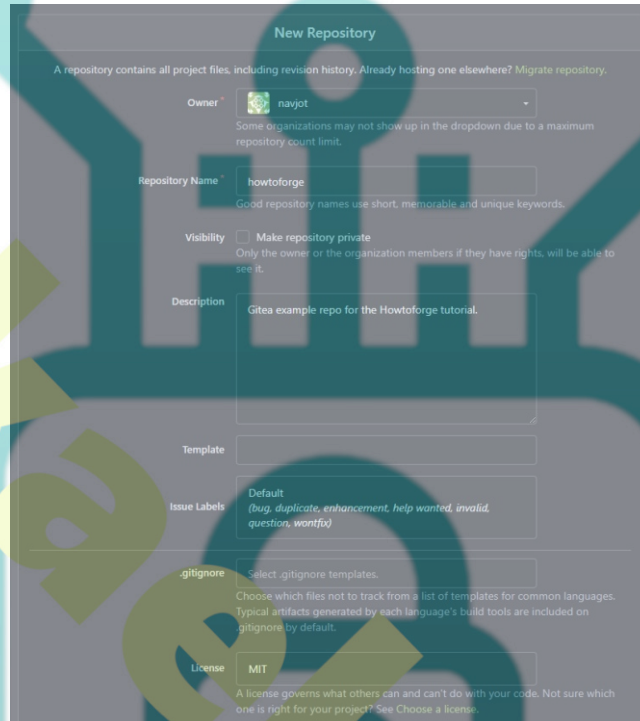 New Repository
A repository contains all project files, including revision history. Already hosting one elsewhere? Migrate repository.
Owner *
navjot
Some organizations may not show up in the dropdown due to a maximum
repository count limit.
Repository Name *
howtoforge
Good repository names use short, memorable and unique keywords.
Visibility
Make repository private
Only the owner or the organization members if they have rights, will be able to
see it.
Description
Gitea example repo for the Howtoforge tutorial.
Template
Issue Labels
Default
(bug, duplicate, enhancement, help wanted, invalid,
question, wontfix)
.gitignore
Select .gitignore templates.
Choose which files not to track from a list of templates for common languages.
Typical artifacts generated by each language's build tools are included on
.gitignore by default.
License
MIT
A license governs what others can and can't do with your code. Not sure which
one is right for your project? See Choose a license.